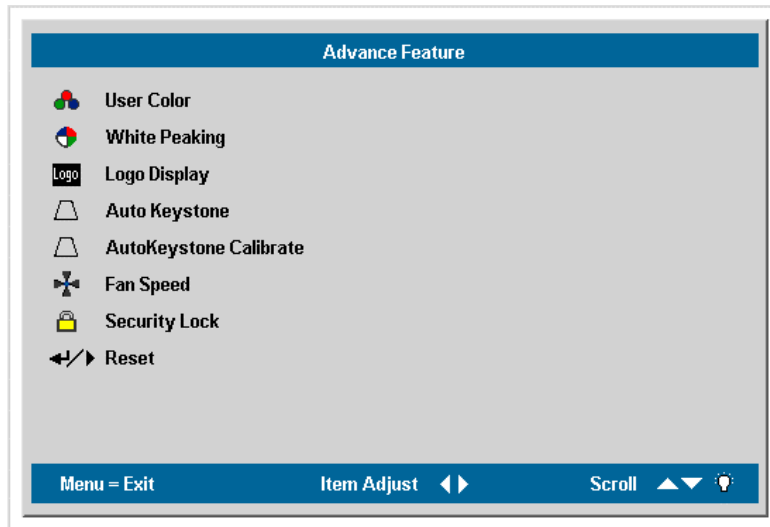 Advance Feature
User Color
White Peaking
Logo Logo Display
Auto Keystone
AutoKeystone Calibrate
Fan Speed
Security Lock
Reset
Menu = Exit Item Adjust Scroll